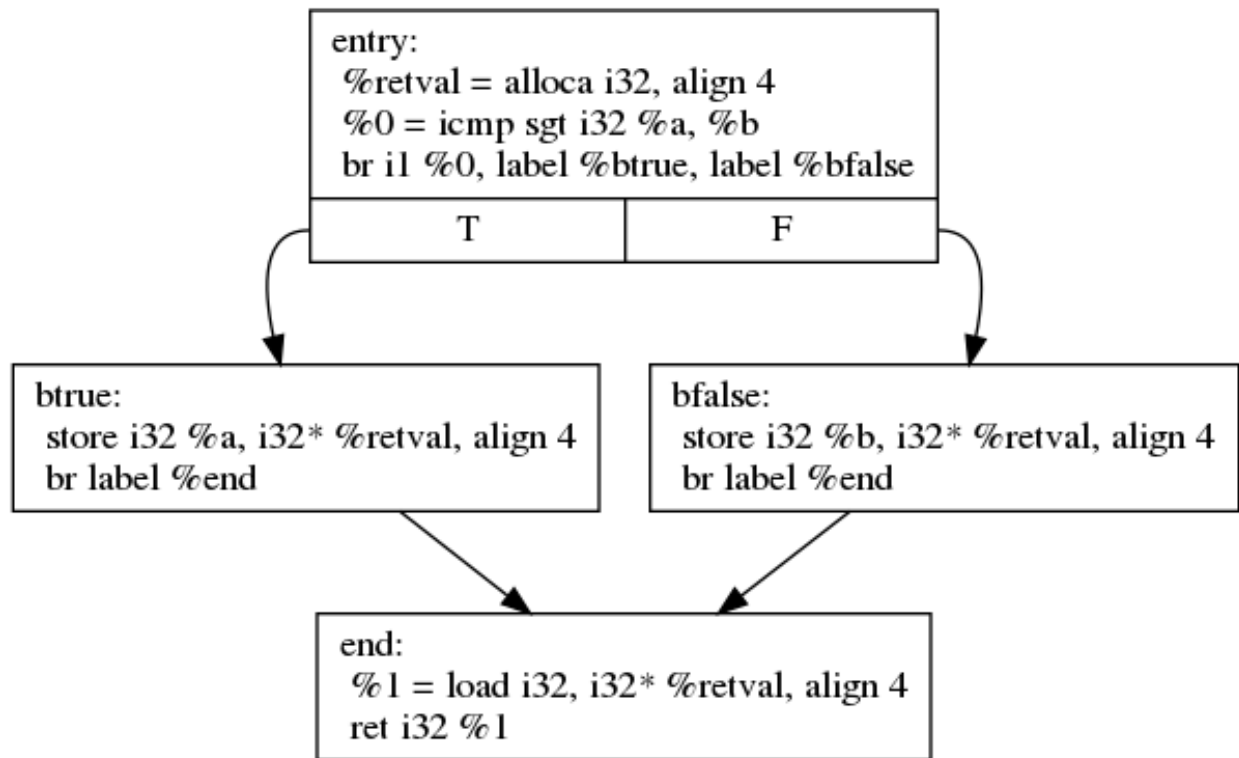 entry:
%retval = alloca i32, align 4
%0 = icmp sgt i32 %a, %b
br i1 %0, label %btrue, label %bfalse
T
F
btrue:
store i32 %a, i32* %retval, align 4
br label %end
bfalse:
store i32 %b, i32* %retval, align 4
br label %end
end:
%1 = load i32, i32* %retval, align 4
ret i32 %1